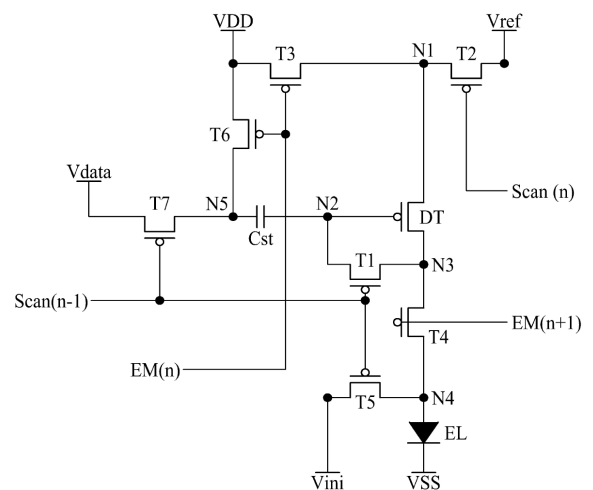 VDD
Vref
T3
N1
T2
T6
Vdata
T7
N5
N2
Scan (n)
DT
Cst
T1
N3
Scan(n-1)
EM(n+1)
T4
EM(n)
T5
N4
EL
Vini
VSS